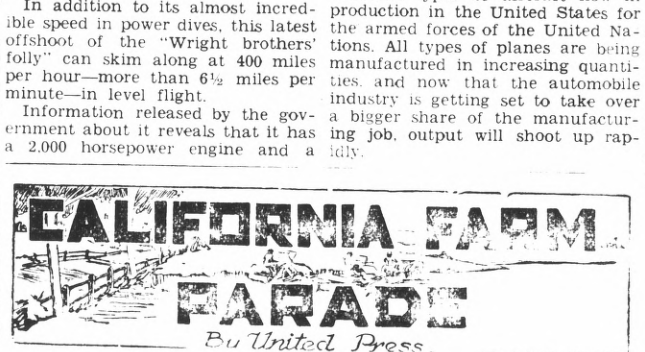 In addition to its almost incred-
ible speed in power dives, this latest
offshoot of the "Wright brothers'
folly" can skim along at 400 miles
per hour—more than 6½ miles per
minute—in level flight.
Information released by the gov-
ernment about it reveals that it has
a 2,000 horsepower engine and a
production in the United States for
the armed forces of the United Na-
tions. All types of planes are being
manufactured in increasing quanti-
ties, and now that the automobile
industry is getting set to take over
a bigger share of the manufactur-
ing job, output will shoot up rap-
idly.
CALIFORNIA FARM
PARADE
By United Press